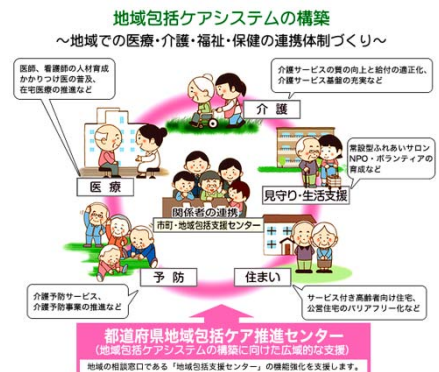 地域包括ケアシステムの構築
～地域での医療・介護・福祉・保健の連携体制づくり～
医師、看護師の人材育成
かかりつけ医の普及、
在宅医療の推進など
介護サービスの質の向上と給付の適正化、
介護サービス基盤の充実など
介護
常設型ふれあいサロン
NPO・ボランティアの
育成など
医療
見守り・生活支援
関係者の連携
市町・地域包括支援センター
予防
住まい
介護予防サービス、
介護予防事業の推進など
サービス付き高齢者向け住宅、
公営住宅のバリアフリー化など
都道府県地域包括ケア推進センター
（地域包括ケアシステムの構築に向けた広域的な支援）
地域の相談窓口である「地域包括支援センター」の機能強化を支援します。